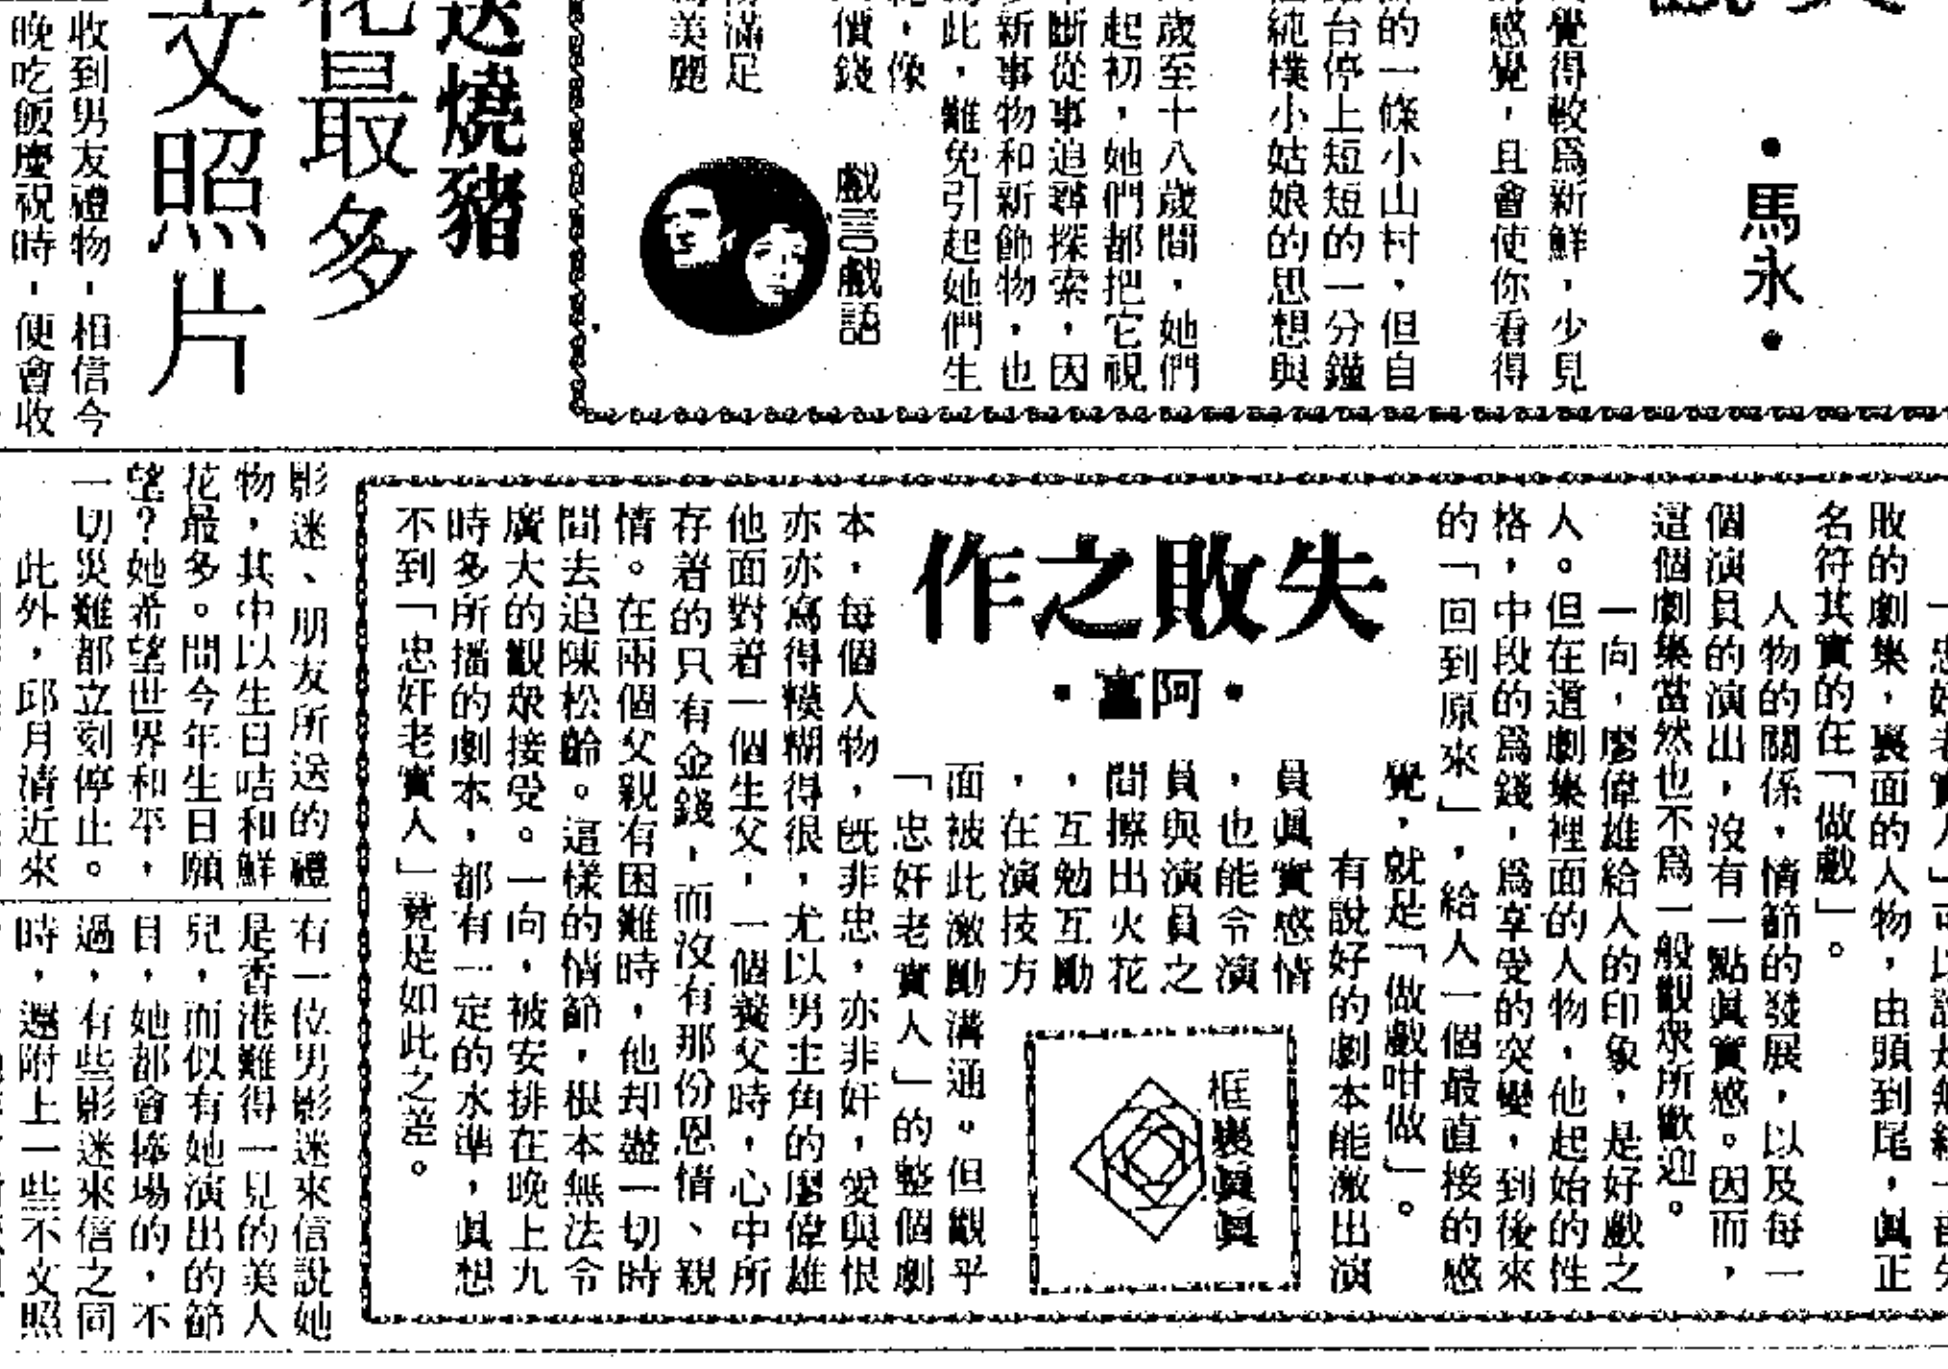 覺得較爲新鮮，少見
感覺，且會使你看得
•馬永•
的一條小山村，但自
台停上短短的一分鐘
純樸小姑娘的思想與
歲至十八歲間，她們
起初，她們都把它視
斷從事追尋探索，因
新事物和新飾物，也
此，難免引起她們生
，像
價錢
滿足
美麗
戲言戲語
送燒豬
花最多
文照片
收到男友禮物，相信今
晚吃飯慶祝時，便會收
敗的劇集，裏面的人物，由頭到尾，眞正
名符其實的在「做戲」。
人物的關係，情節的發展，以及每一
個演員的演出，沒有一點眞實感。因而，
這個劇集當然也不爲一般觀衆所歡迎。
一向，廖偉雄給人的印象，是好戲之
人。但在這劇集裡面的人物，他起始的性
格，中段的爲錢，爲享受的突變，到後來
的「回到原來」，給人一個最直接的感
覺，就是「做戲咁做」。
失敗之作
•阿富•
有說好的劇本能激出演
員眞實感情
，也能令演
員與演員之
間擦出火花
，互勉互勵
，在演技方
面被此激勵溝通。但觀乎
「忠奸老實人」的整個劇
框裏眞眞
本，每個人物，旣非忠，亦非奸，愛與恨
亦亦寫得糢糊得很，尤以男主角的廖偉雄
他面對着一個生父，一個養父時，心中所
存着的只有金錢，而沒有那份恩情、親
情。在兩個父親有困難時，他却盡一切時
間去追陳松齡。這樣的情節，根本無法令
廣大的觀衆接受。一向，被安排在晚上九
時多所播的劇本，都有一定的水準，眞想
不到「忠奸老實人」竟是如此之差。
影迷、朋友所送的禮
物，其中以生日咭和鮮
花最多。問今年生日願
望？她希望世界和平，
一切災難都立刻停止。
此外，邱月清近來
有一位男影迷來信說她
是香港難得一見的美人
兒，而似有她演出的節
目，她都會捧場的，不
過，有些影迷來信之同
時，還附上一些不文照